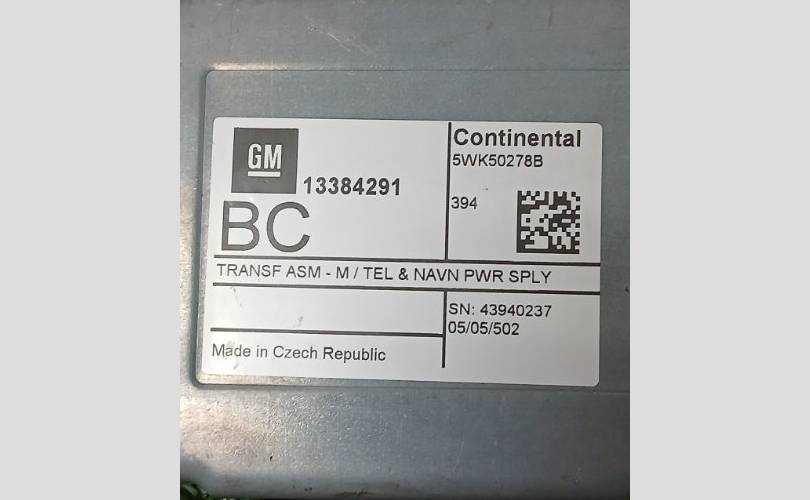 GM
13384291
BC
Continental
5WK50278B
394
TRANSF ASM - M / TEL & NAVN PWR SPLY
SN: 43940237
05/05/502
Made in Czech Republic